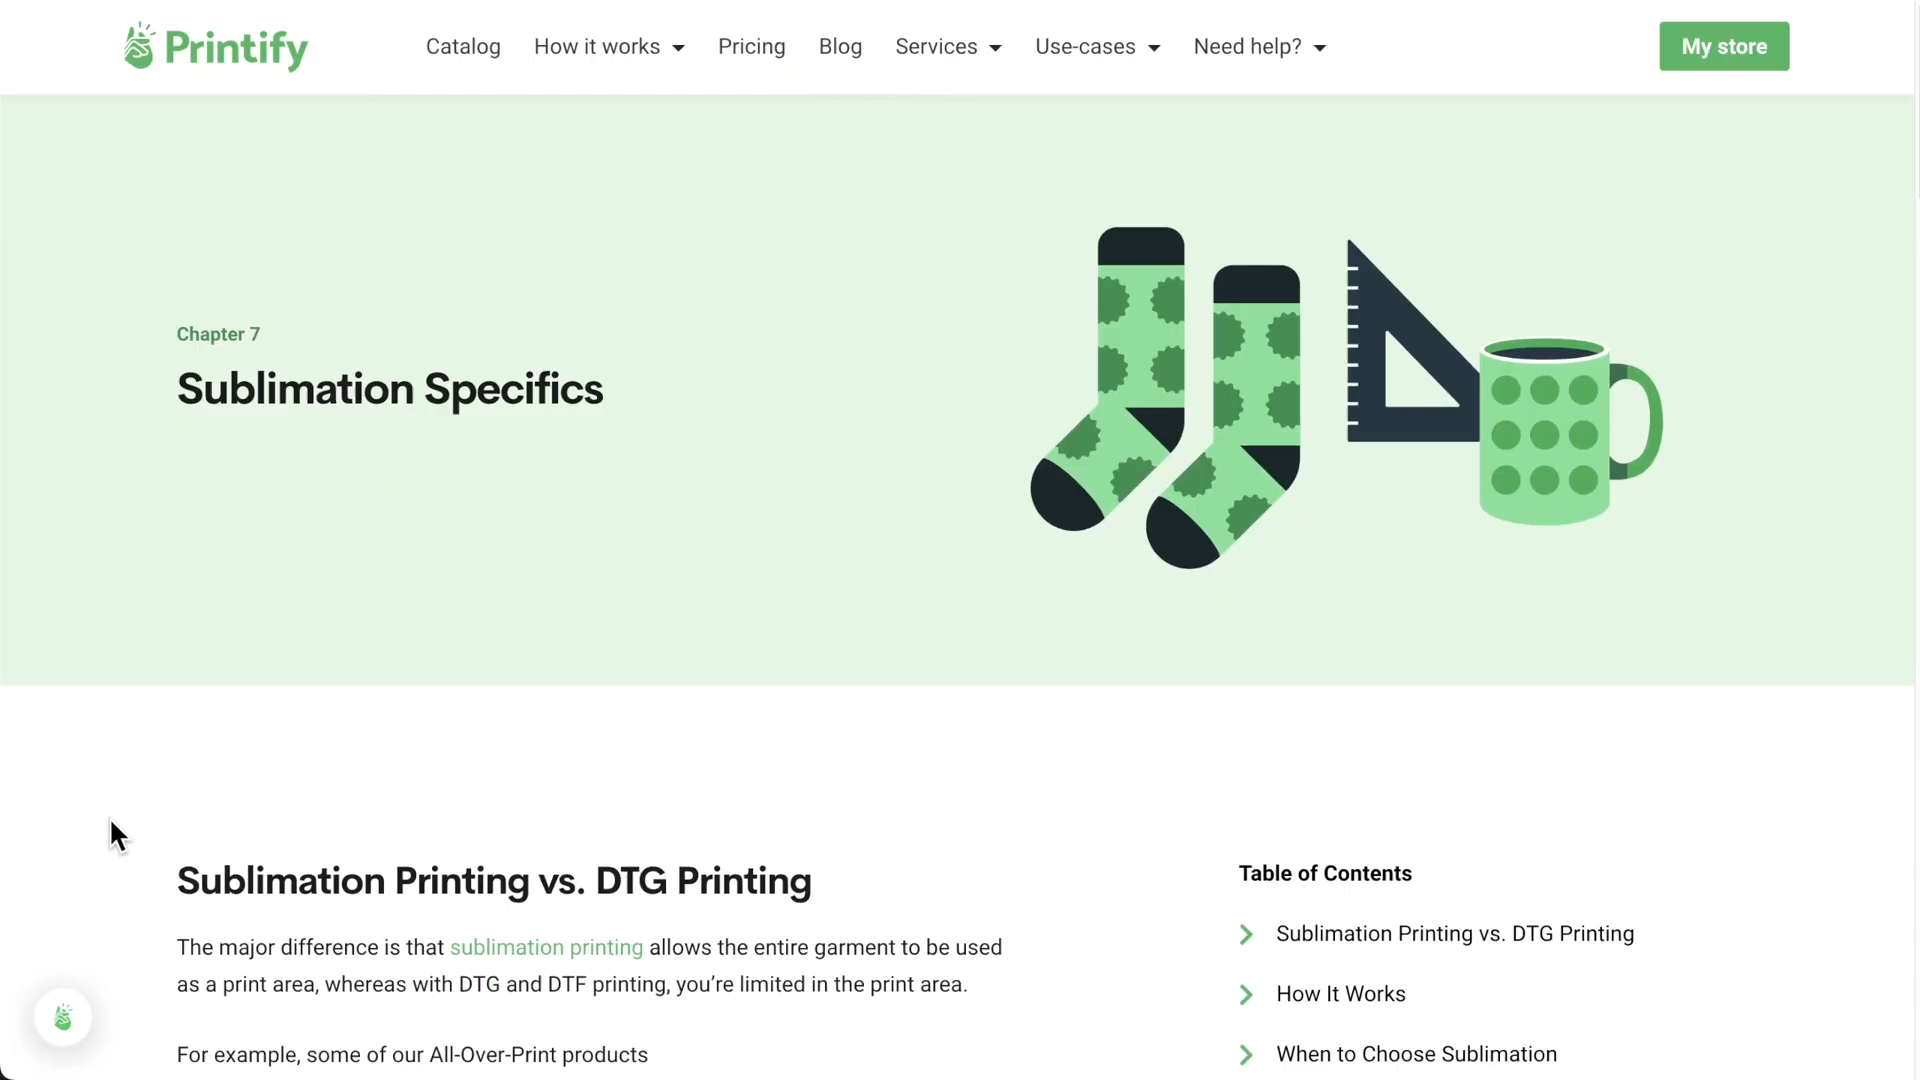 Printify
Catalog
How it works
Pricing
Blog
Services
Use-cases
Need help?
My store
Chapter 7
Sublimation Specifics
Sublimation Printing vs. DTG Printing
The major difference is that sublimation printing allows the entire garment to be used
as a print area, whereas with DTG and DTF printing, you’re limited in the print area.
For example, some of our All-Over-Print products
Table of Contents
Sublimation Printing vs. DTG Printing
How It Works
When to Choose Sublimation